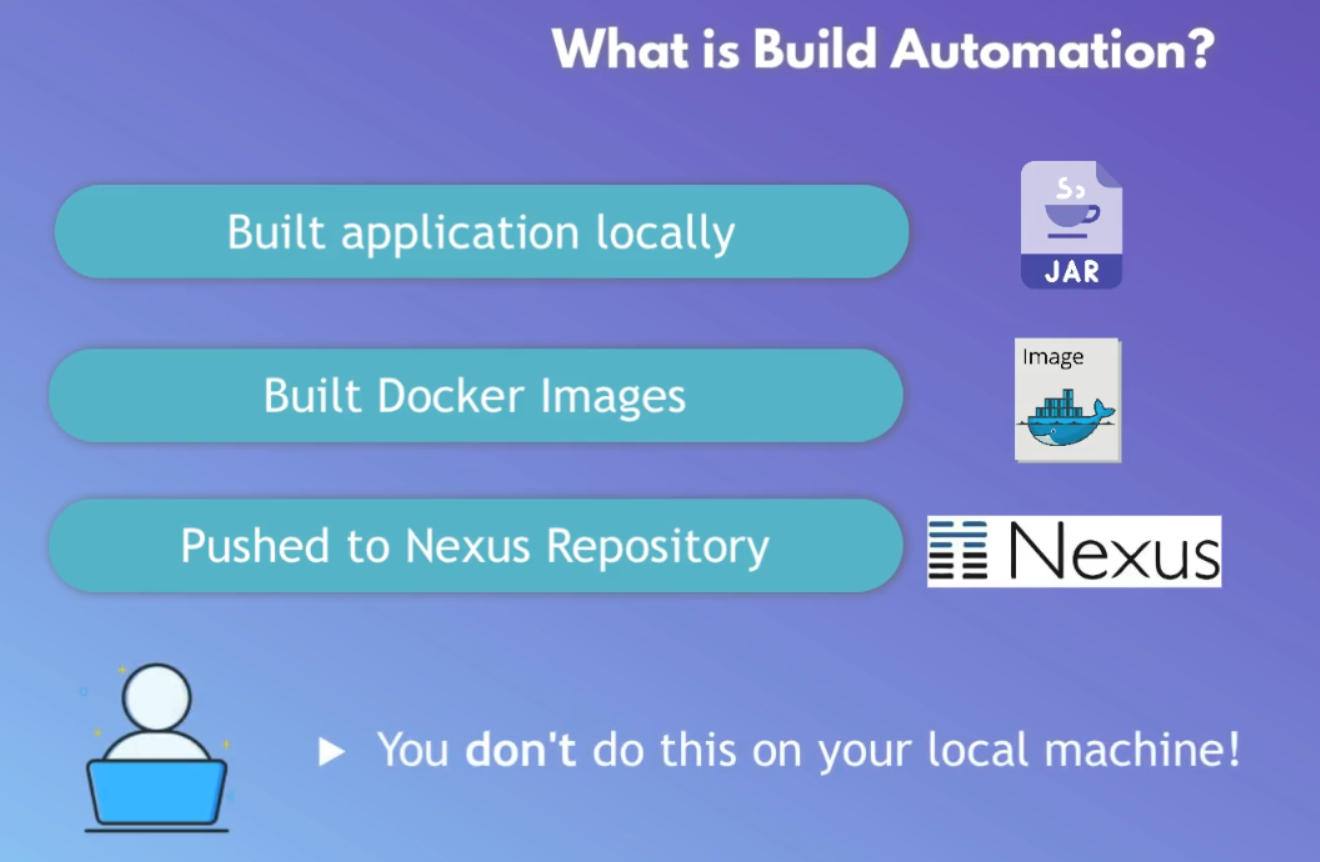 What is Build Automation?
Built application locally
JAR
Built Docker Images
Image
Pushed to Nexus Repository
Nexus
You don't do this on your local machine!